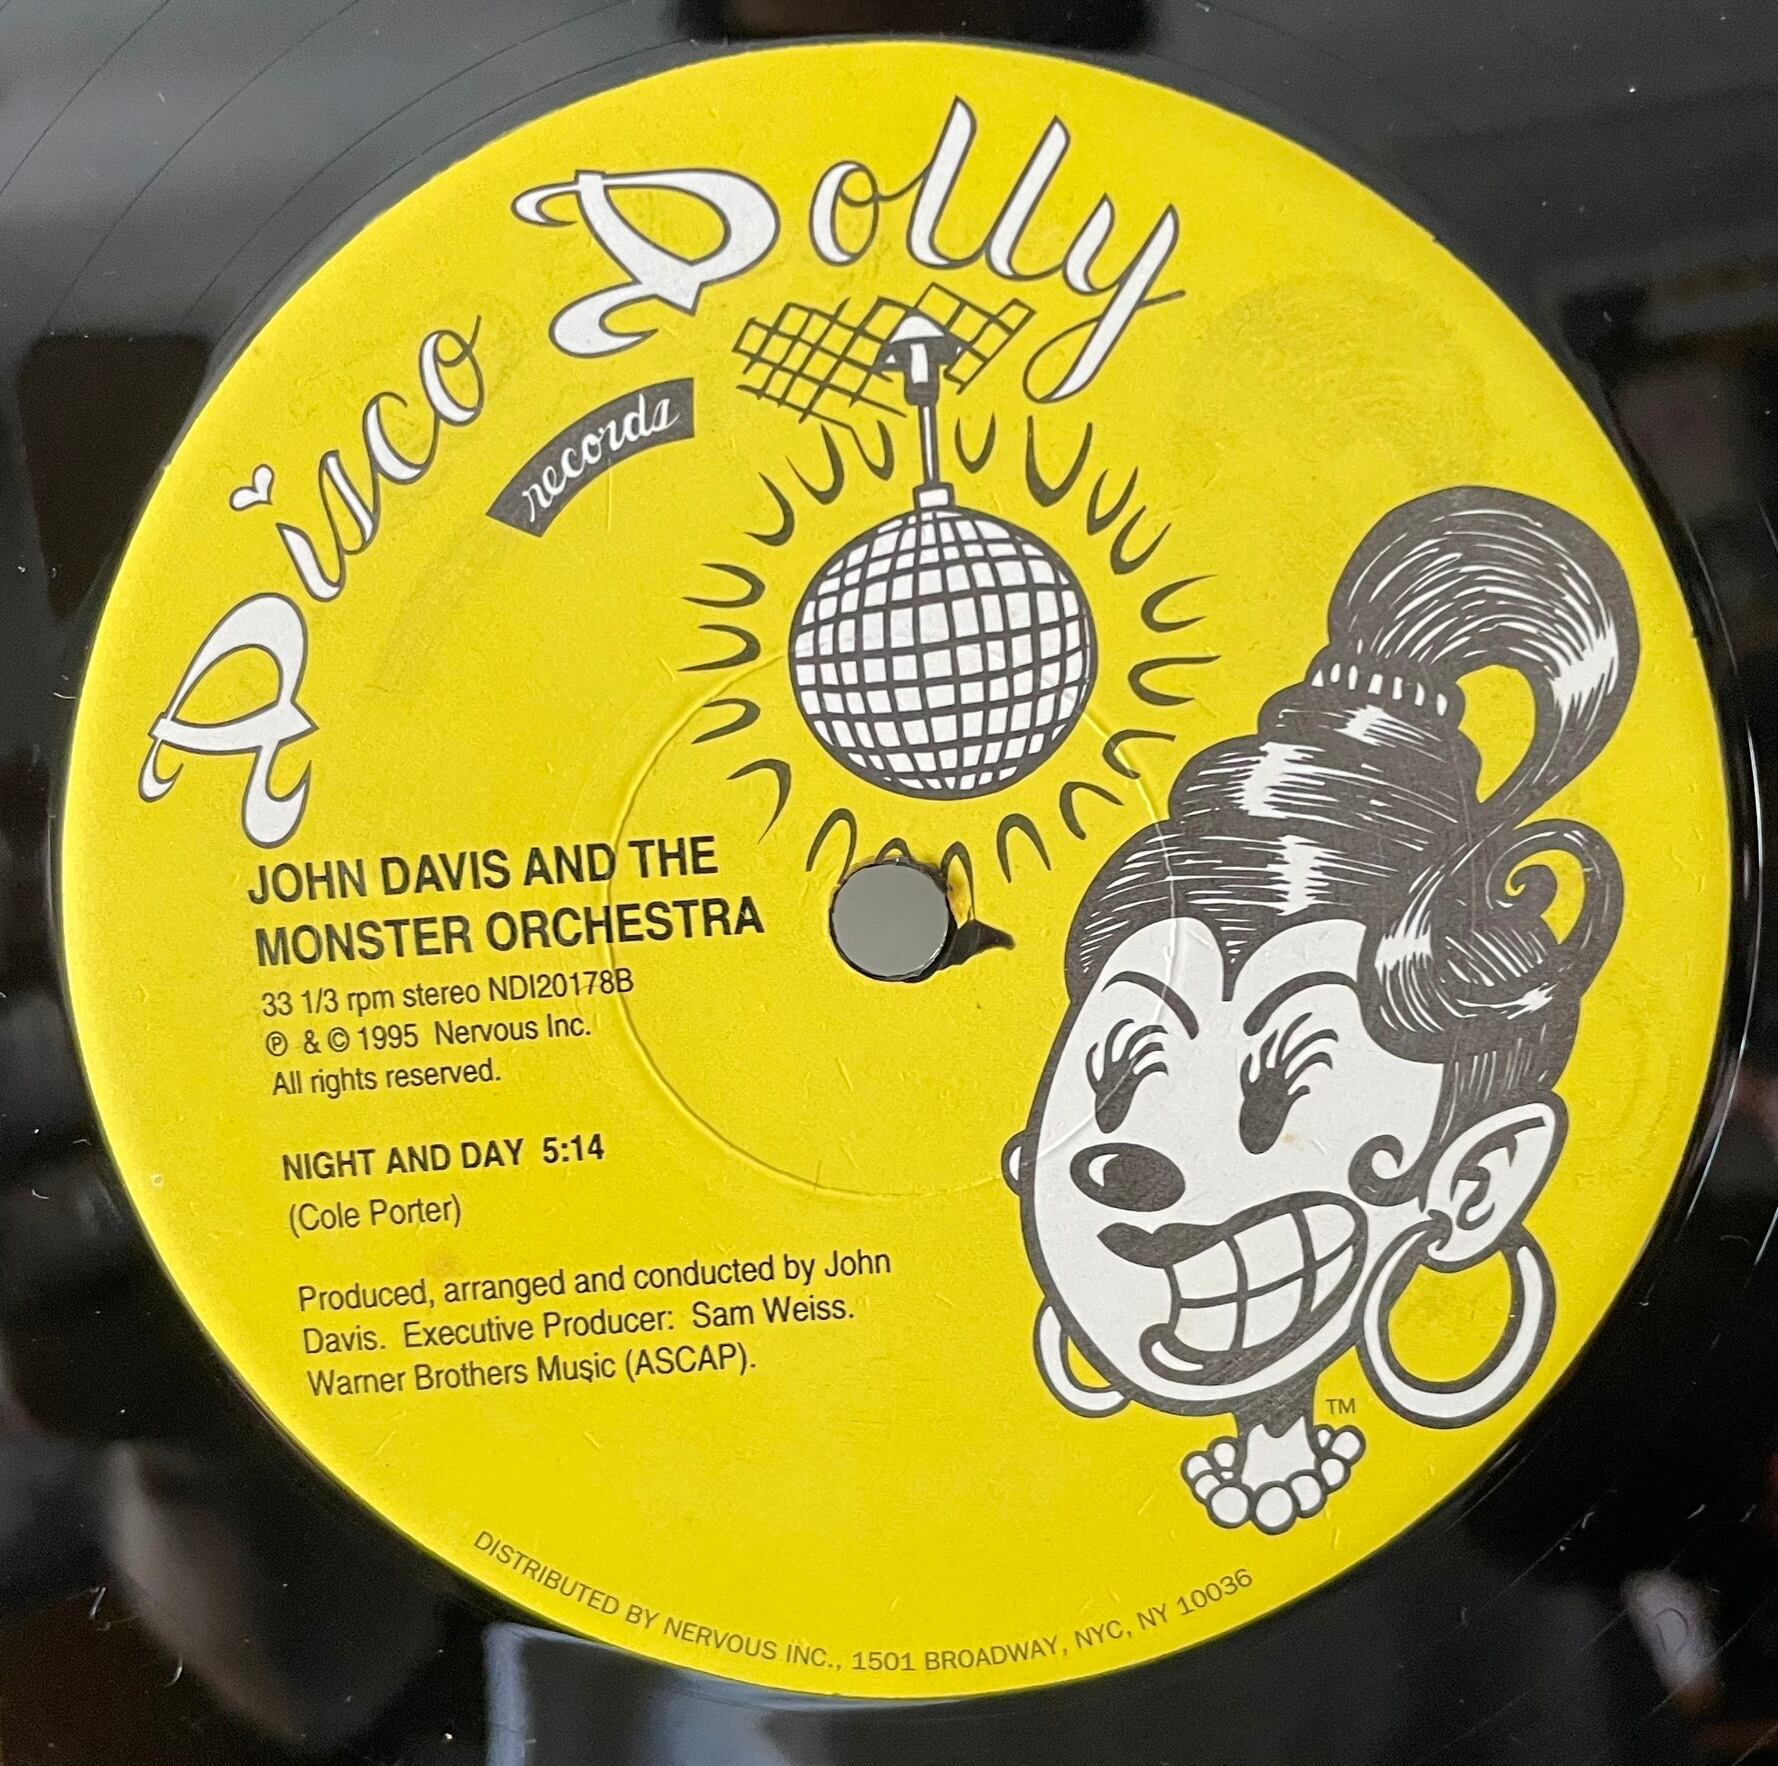 Disco Dolly
records
JOHN DAVIS AND THE
MONSTER ORCHESTRA
33 1/3 rpm stereo NDI20178B
℗ & © 1995 Nervous Inc.
All rights reserved.
NIGHT AND DAY 5:14
(Cole Porter)
Produced, arranged and conducted by John
Davis. Executive Producer: Sam Weiss.
Warner Brothers Music (ASCAP).
TM
DISTRIBUTED BY NERVOUS INC., 1501 BROADWAY, NYC, NY 10036